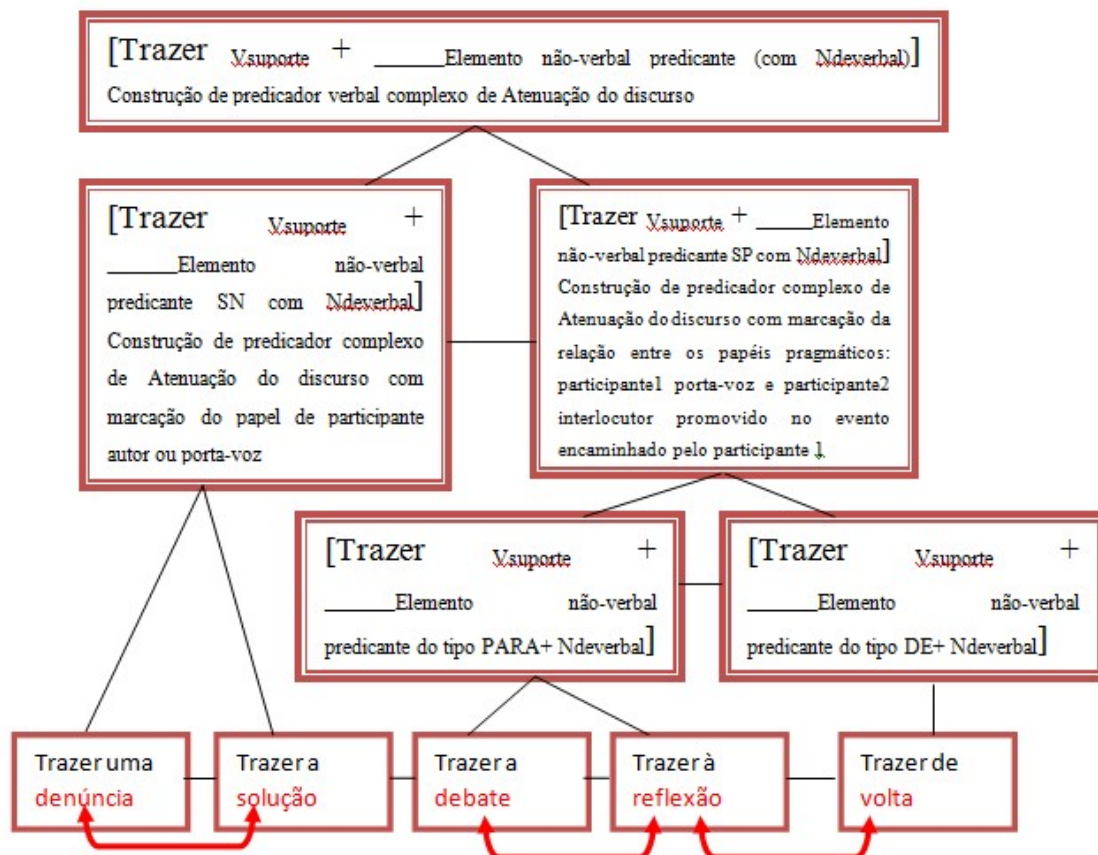 [Trazer Vsuporte + ______Elemento não-verbal predicante (com Ndeverbal)]
Construção de predicador verbal complexo de Atenuação do discurso
[Trazer Vsuporte +
______Elemento não-verbal
predicante SN com Ndeverbal]
Construção de predicador complexo
de Atenuação do discurso com
marcação do papel de participante
autor ou porta-voz
[Trazer Vsuporte + ______Elemento
não-verbal predicante SP com Ndeverbal]
Construção de predicador complexo de
Atenuação do discurso com marcação da
relação entre os papéis pragmáticos:
participante1 porta-voz e participante2
interlocutor promovido no evento
encaminhado pelo participante 1.
[Trazer Vsuporte +
______Elemento não-verbal
predicante do tipo PARA+ Ndeverbal]
[Trazer Vsuporte +
______Elemento não-verbal
predicante do tipo DE+ Ndeverbal]
Trazer uma
denúncia
Trazer a
solução
Trazer a
debate
Trazer à
reflexão
Trazer de
volta